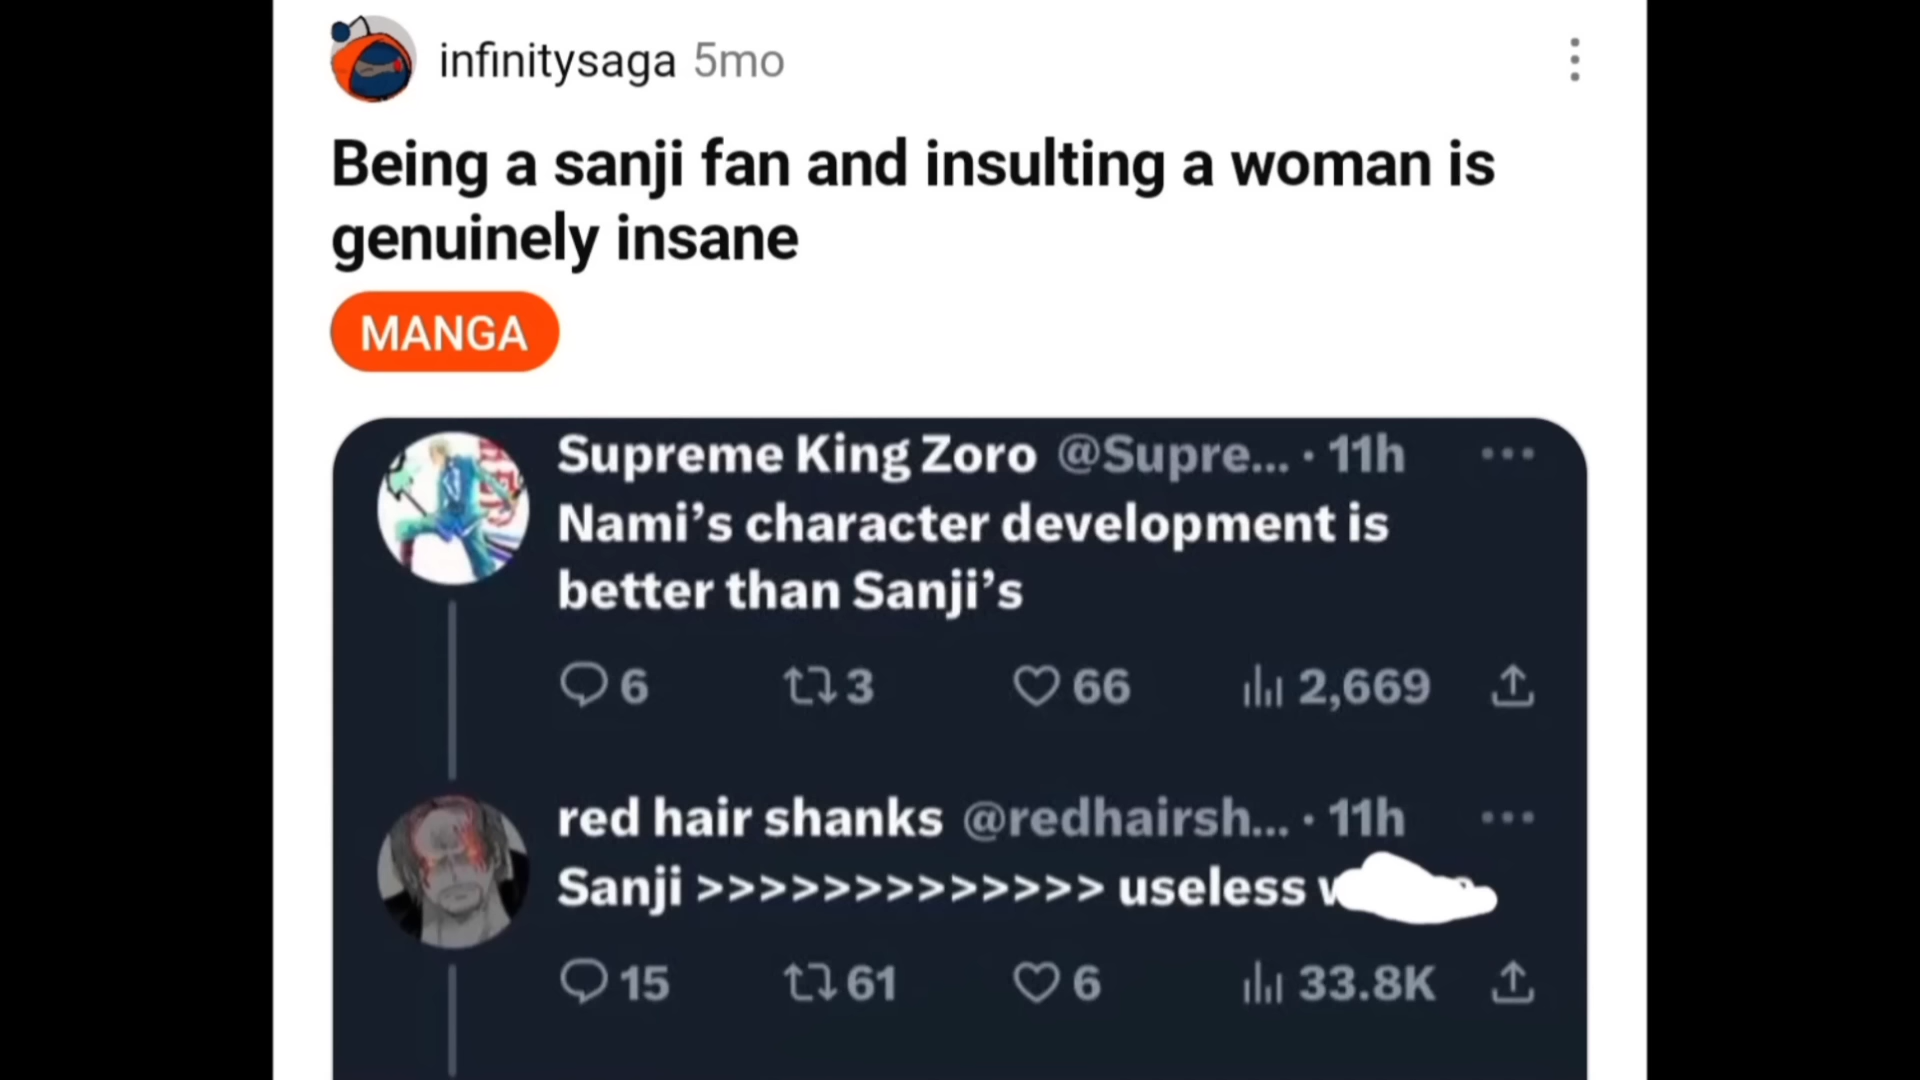 infinitysaga 5mo
Being a sanji fan and insulting a woman is
genuinely insane
MANGA
Supreme King Zoro @Supre... · 11h
Nami’s character development is
better than Sanji’s
6 3 66 2,669
red hair shanks @redhairsh... · 11h
Sanji >>>>>>>>>>>>> useless
15 61 6 33.8K